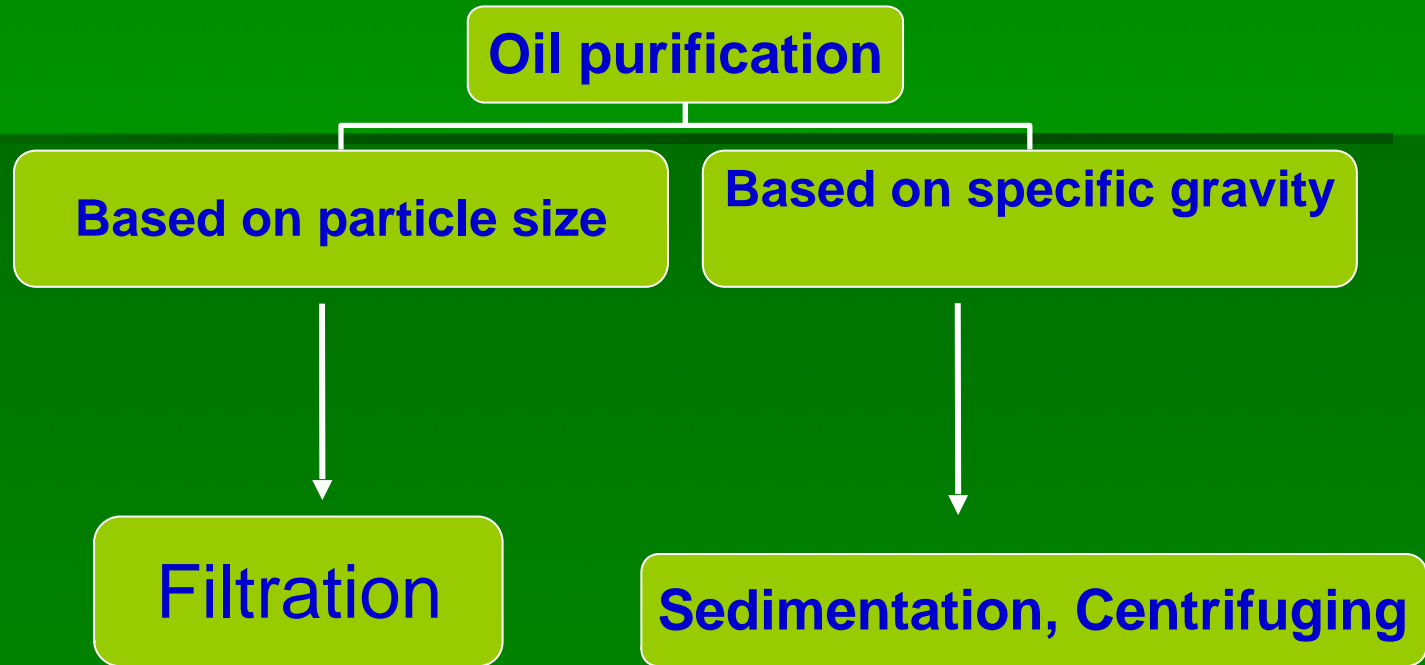 Oil purification
Based on particle size
Based on specific gravity
Filtration
Sedimentation, Centrifuging